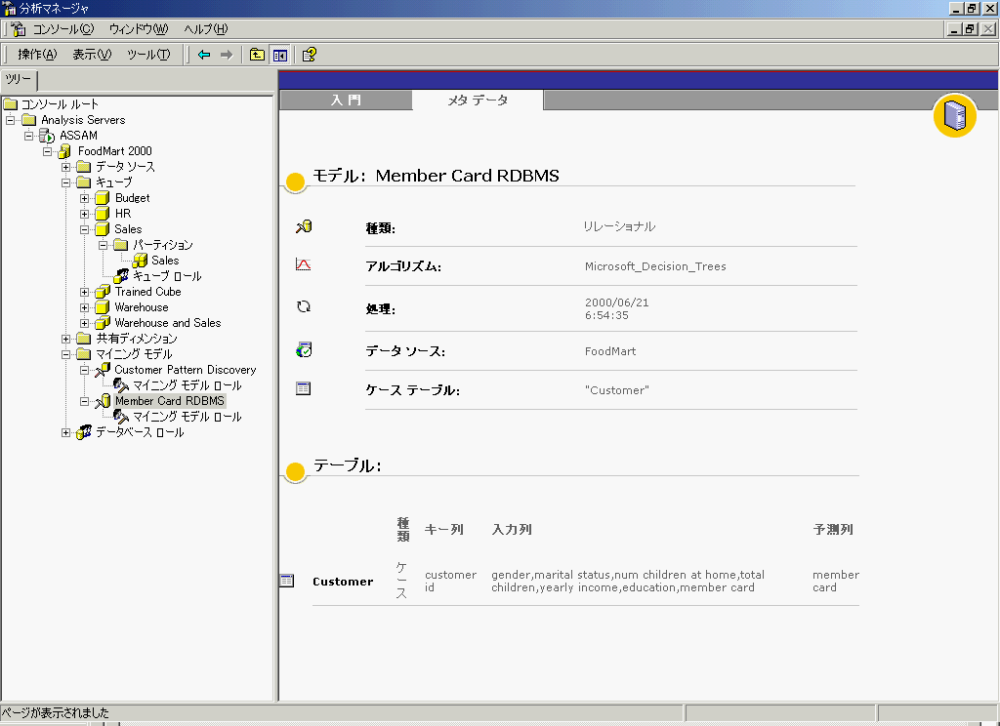 分析マネージャ
コンソール(C) ウィンドウ(W) ヘルプ(H)
操作(A) 表示(V) ツール(T)
ツリー
コンソール ルート
Analysis Servers
ASSAM
FoodMart 2000
データ ソース
キューブ
Budget
HR
Sales
パーティション
Sales
キューブ ロール
Trained Cube
Warehouse
Warehouse and Sales
共有ディメンション
マイニング モデル
Customer Pattern Discovery
マイニング モデル ロール
Member Card RDBMS
マイニング モデル ロール
データベース ロール
入門 メタ データ
モデル: Member Card RDBMS
種類: リレーショナル
アルゴリズム: Microsoft_Decision_Trees
処理: 2000/06/21
6:54:35
データ ソース: FoodMart
ケース テーブル: "Customer"
テーブル:
種類 キー列 入力列 予測列
Customer ケース customer id gender,marital status,num children at home,total children,yearly income,education,member card member card
ページが表示されました